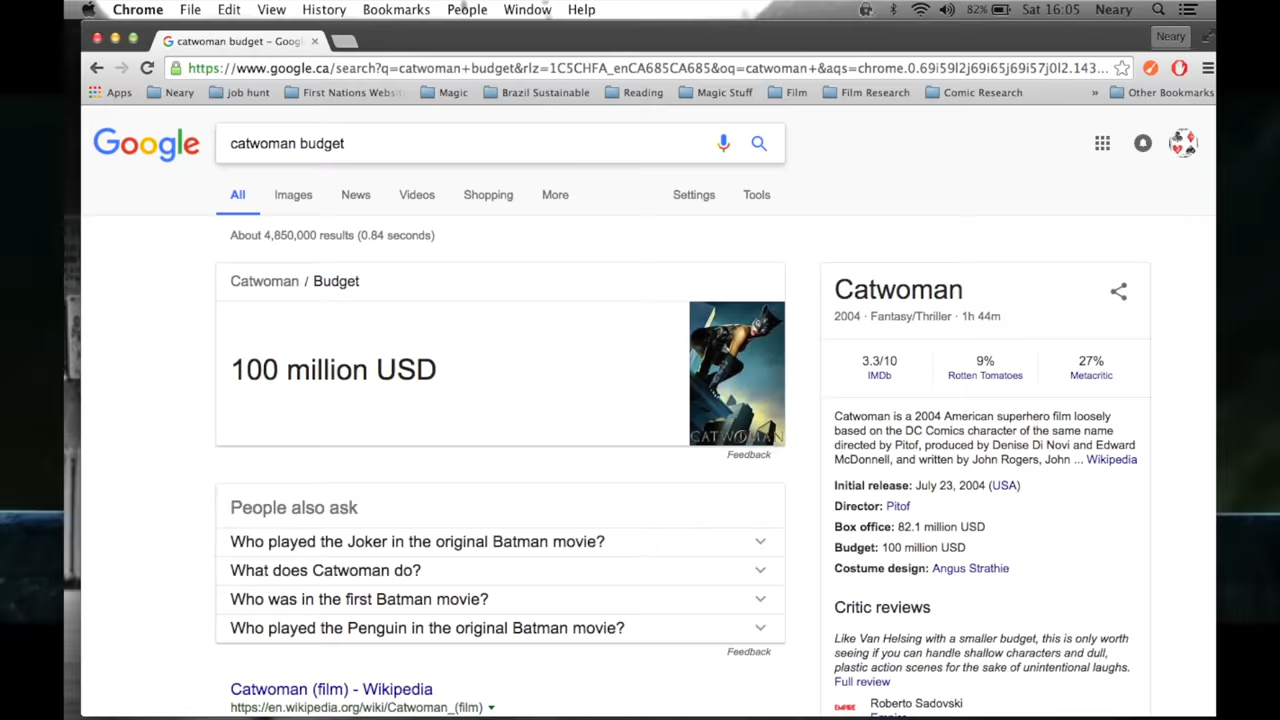 Chrome File Edit View History Bookmarks People Window Help 82% Sat 16:05 Neary
catwoman budget - Goog Neary
https://www.google.ca/search?q=catwoman+budget&rlz=1C5CHFA_enCA685CA685&oq=catwoman+&aqs=chrome.0.69i59l2j69i65j69i57j0l2.143...
Apps Neary job hunt First Nations Webs Magic Brazil Sustainable Reading Magic Stuff Film Film Research Comic Research » Other Bookmarks
Google catwoman budget
All Images News Videos Shopping More Settings Tools
About 4,850,000 results (0.84 seconds)
Catwoman / Budget
100 million USD
CATWOMAN
Feedback
People also ask
Who played the Joker in the original Batman movie?
What does Catwoman do?
Who was in the first Batman movie?
Who played the Penguin in the original Batman movie?
Feedback
Catwoman (film) - Wikipedia
https://en.wikipedia.org/wiki/Catwoman_(film)
Catwoman
2004 · Fantasy/Thriller · 1h 44m
3.3/10 9% 27%
IMDb Rotten Tomatoes Metacritic
Catwoman is a 2004 American superhero film loosely
based on the DC Comics character of the same name
directed by Pitof, produced by Denise Di Novi and Edward
McDonnell, and written by John Rogers, John ... Wikipedia
Initial release: July 23, 2004 (USA)
Director: Pitof
Box office: 82.1 million USD
Budget: 100 million USD
Costume design: Angus Strathie
Critic reviews
Like Van Helsing with a smaller budget, this is only worth
seeing if you can handle shallow characters and dull,
plastic action scenes for the sake of unintentional laughs.
Full review
EMPIRE Roberto Sadovski